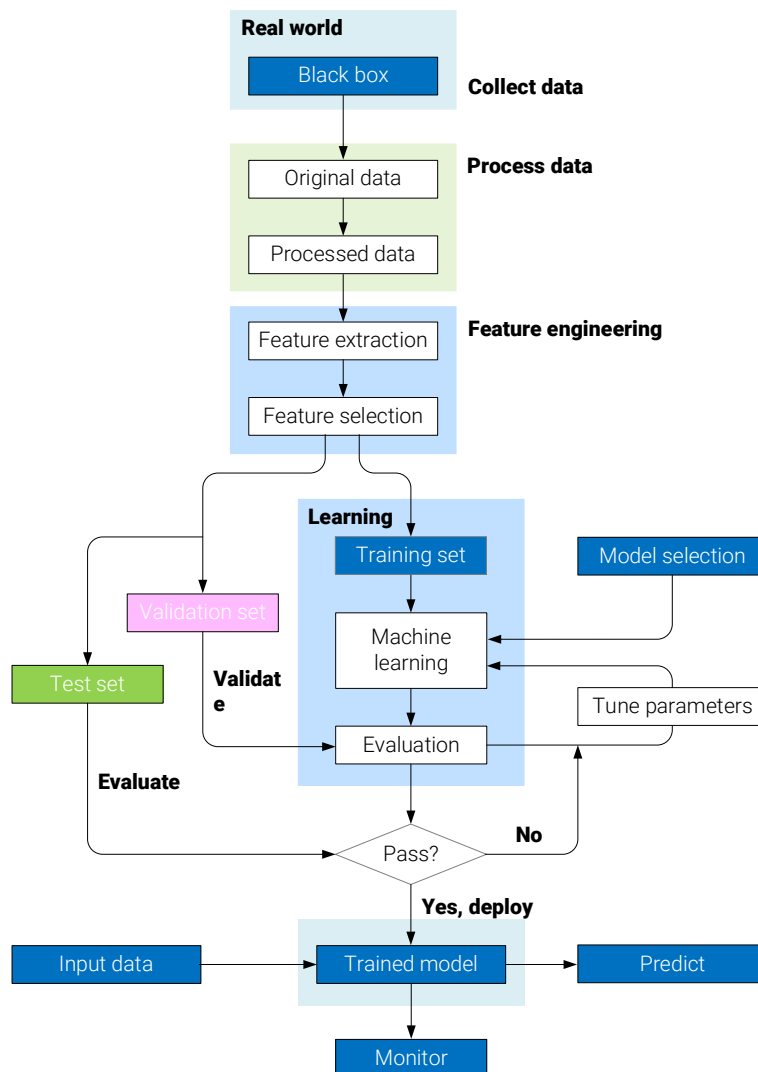 Real world
Black box
Collect data
Original data
Process data
Processed data
Feature extraction
Feature engineering
Feature selection
Learning
Training set
Model selection
Validation set
Machine
learning
Test set
Validat
e
Tune parameters
Evaluation
Evaluate
No
Pass?
Yes, deploy
Input data
Trained model
Predict
Monitor